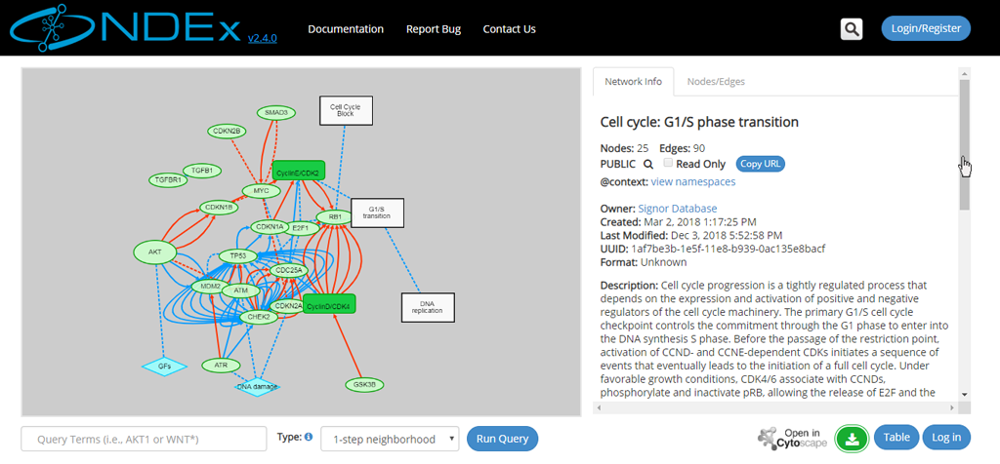 NDEx v2.4.0
Documentation Report Bug Contact Us
Login/Register
SMAD3
CDKN2B
Cell Cycle
Block
TGFB1
TGFBR1
CyclinE/CDK2
MYC
CDKN1B
G1/S
transition
RB1
CDKN1A
E2F1
AKT
TP53
CDC25A
MDM2
ATM
CDKN2A
CyclinD/CDK4
CHEK2
DNA
replication
GFs
ATR
DNA damage
GSK3B
Query Terms (i.e., AKT1 or WNT*)
Type:
1-step neighborhood
Run Query
Network Info Nodes/Edges
Cell cycle: G1/S phase transition
Nodes: 25 Edges: 90
PUBLIC Read Only Copy URL
@context: view namespaces
Owner: Signor Database
Created: Mar 2, 2018 1:17:25 PM
Last Modified: Dec 3, 2018 5:52:58 PM
UUID: 1af7be3b-1e5f-11e8-b939-0ac135e8bacf
Format: Unknown
Description: Cell cycle progression is a tightly regulated process that
depends on the expression and activation of positive and negative
regulators of the cell cycle machinery. The primary G1/S cell cycle
checkpoint controls the commitment through the G1 phase to enter into
the DNA synthesis S phase. Before the passage of the restriction point,
activation of CCND- and CCNE-dependent CDKs initiates a sequence of
events that eventually leads to the initiation of a full cell cycle. Under
favorable growth conditions, CDK4/6 associate with CCNDs,
phosphorylate and inactivate pRB, allowing the release of E2F and the
Open in
Cytoscape
Table
Log in